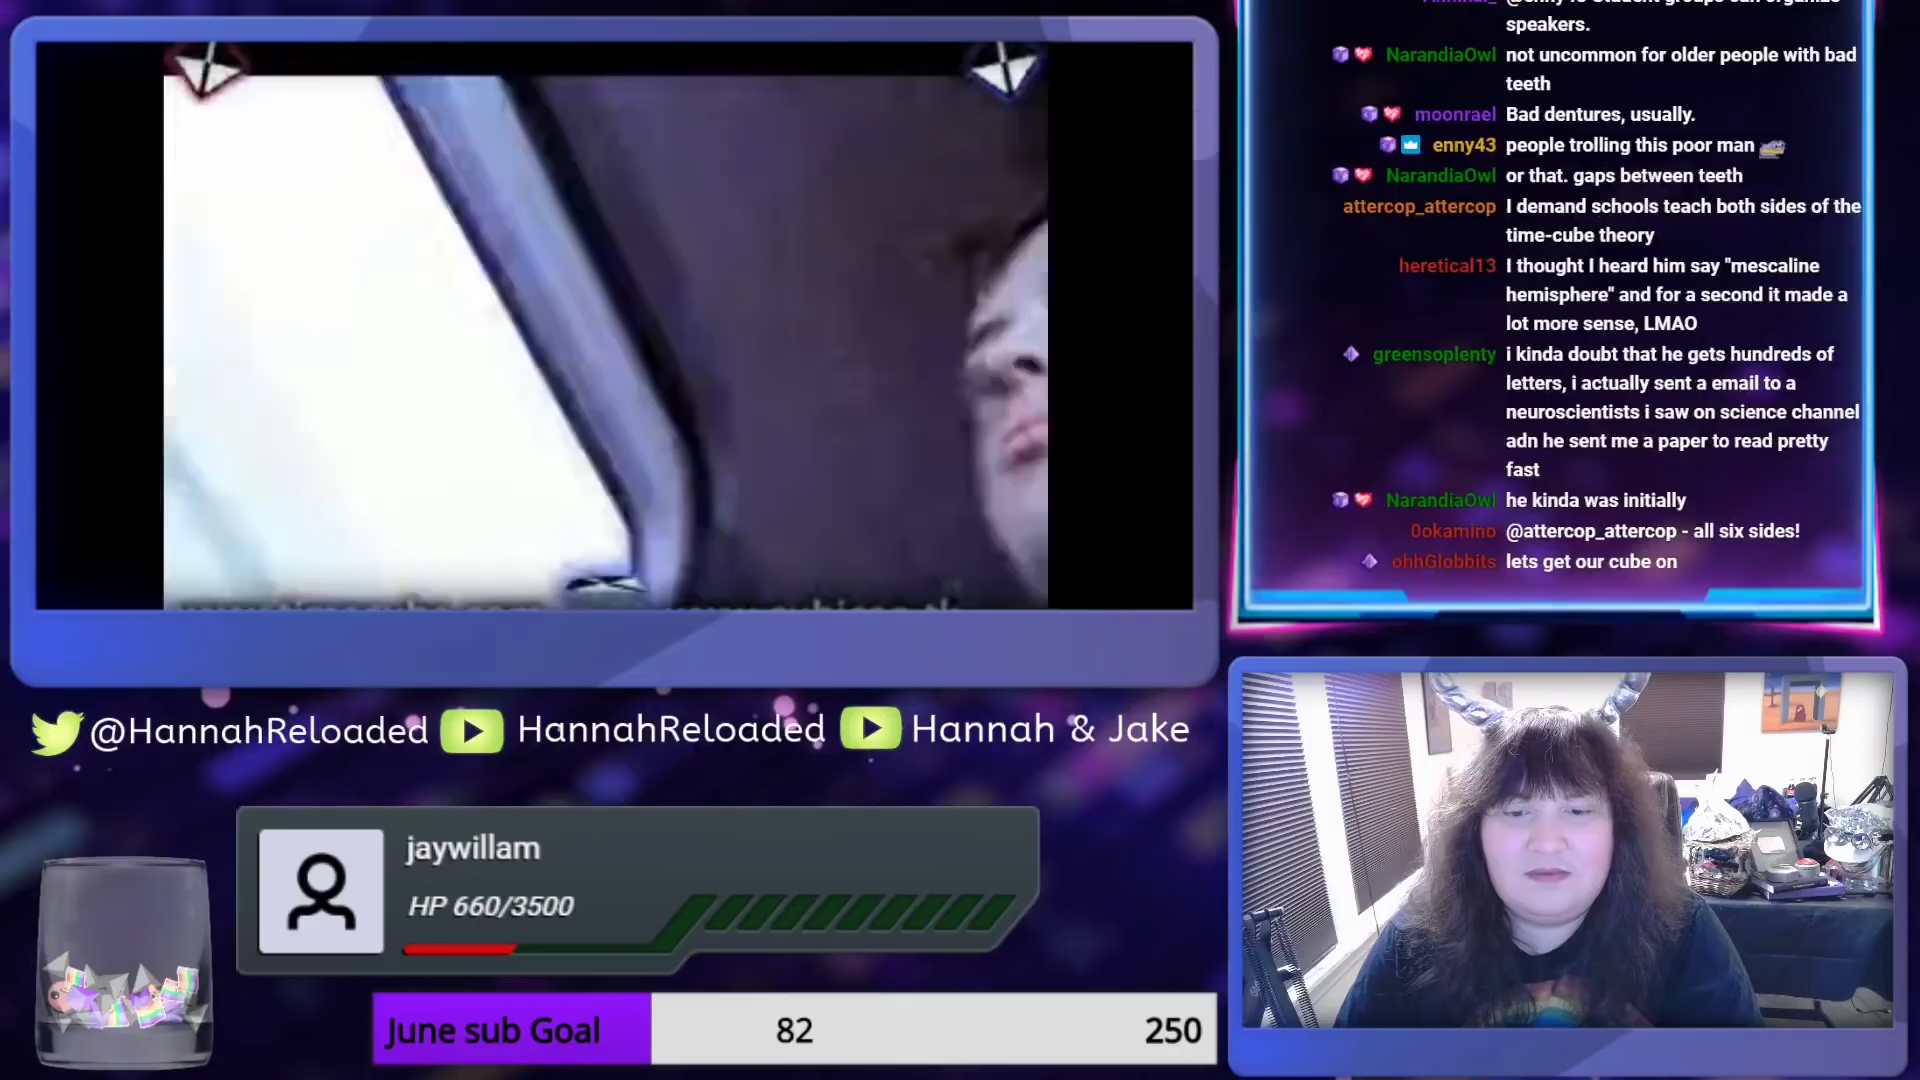 speakers.
NarandiaOwl not uncommon for older people with bad
teeth
moonrael Bad dentures, usually.
enny43 people trolling this poor man
NarandiaOwl or that. gaps between teeth
attercop_attercop I demand schools teach both sides of the
time-cube theory
heretical13 I thought I heard him say "mescaline
hemisphere" and for a second it made a
lot more sense, LMAO
greensoplenty i kinda doubt that he gets hundreds of
letters, i actually sent a email to a
neuroscientists i saw on science channel
adn he sent me a paper to read pretty
fast
NarandiaOwl he kinda was initially
0okamino @attercop_attercop - all six sides!
ohhGlobbits lets get our cube on
@HannahReloaded HannahReloaded Hannah & Jake
jaywillam
HP 660/3500
June sub Goal 82 250